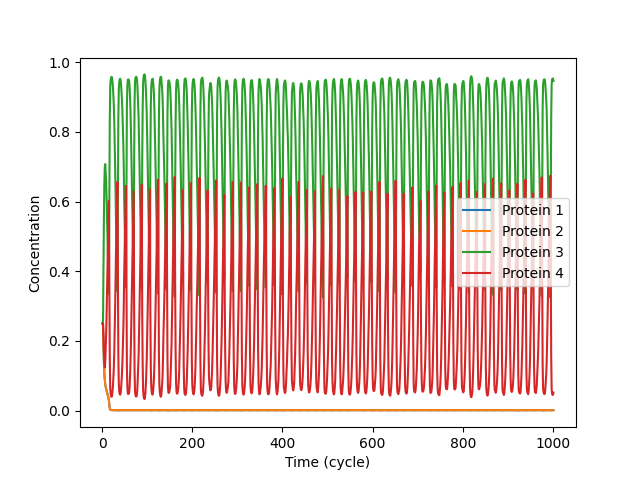 1.0
0.8
0.6
0.4
0.2
0.0
Concentration
Protein 1
Protein 2
Protein 3
Protein 4
0 200 400 600 800 1000
Time (cycle)